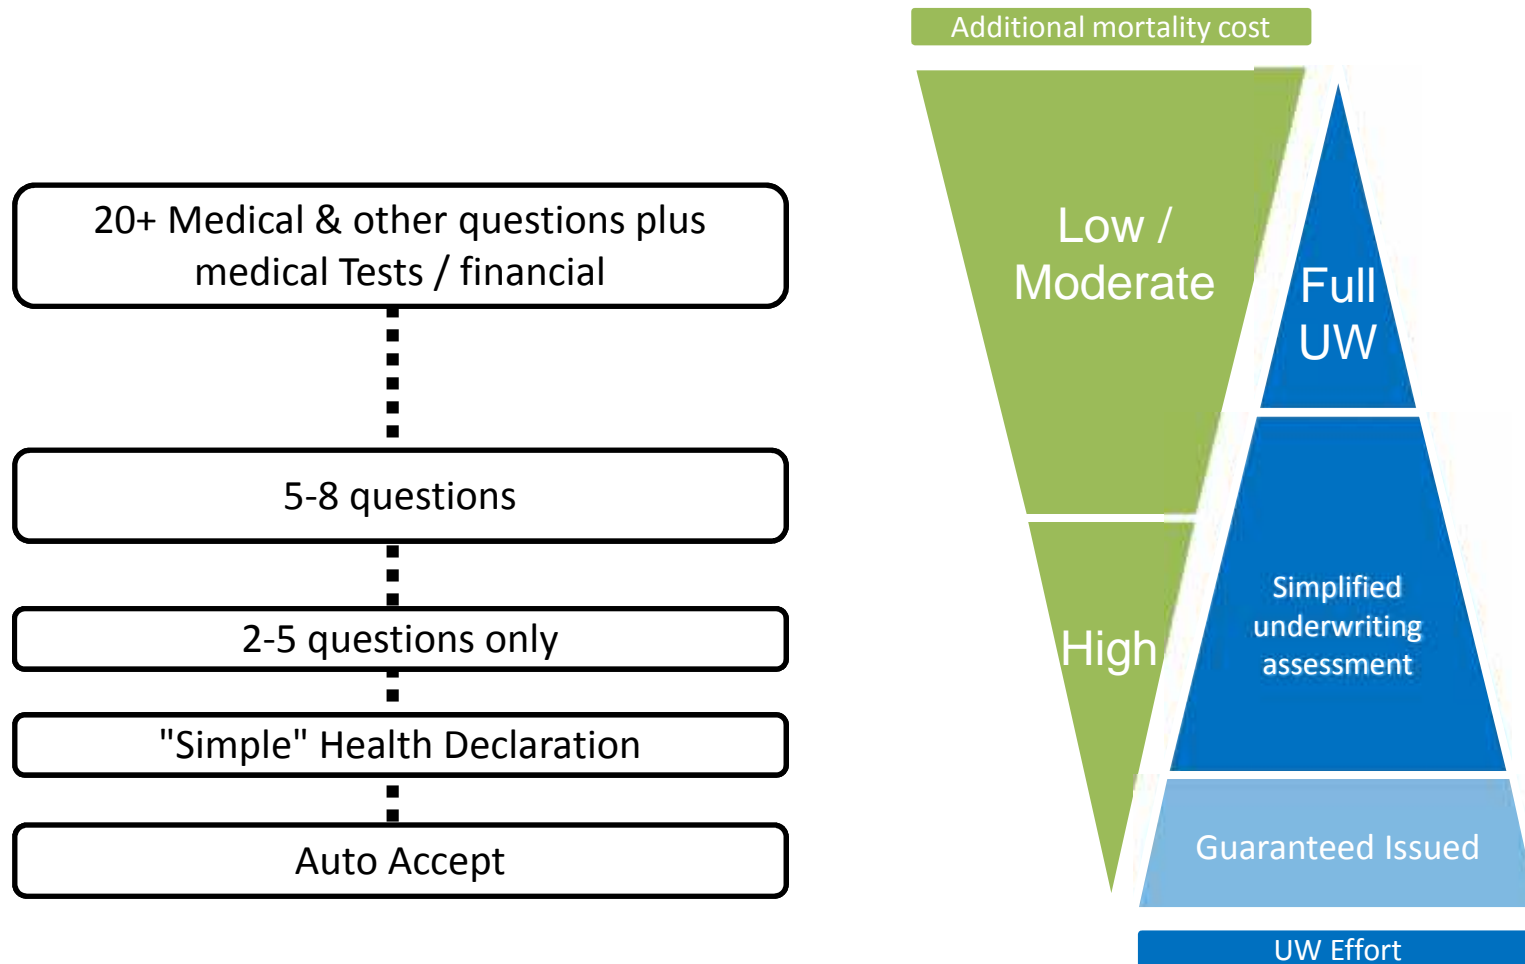 Additional mortality cost
20+ Medical & other questions plus
medical Tests / financial
5-8 questions
2-5 questions only
"Simple" Health Declaration
Auto Accept
Low /
Moderate
High
Full
UW
Simplified
underwriting
assessment
Guaranteed Issued
UW Effort